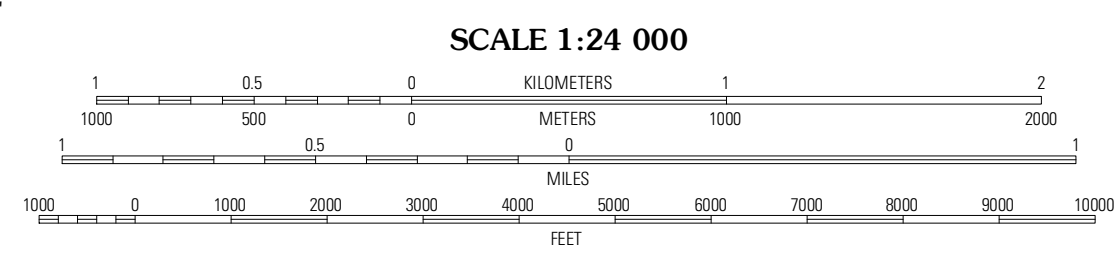 SCALE 1:24 000
1 0.5 0 KILOMETERS 1 2
1000 500 0 METERS 1000 2000
1 0.5 0 1
MILES
1000 0 1000 2000 3000 4000 5000 6000 7000 8000 9000 10000
FEET